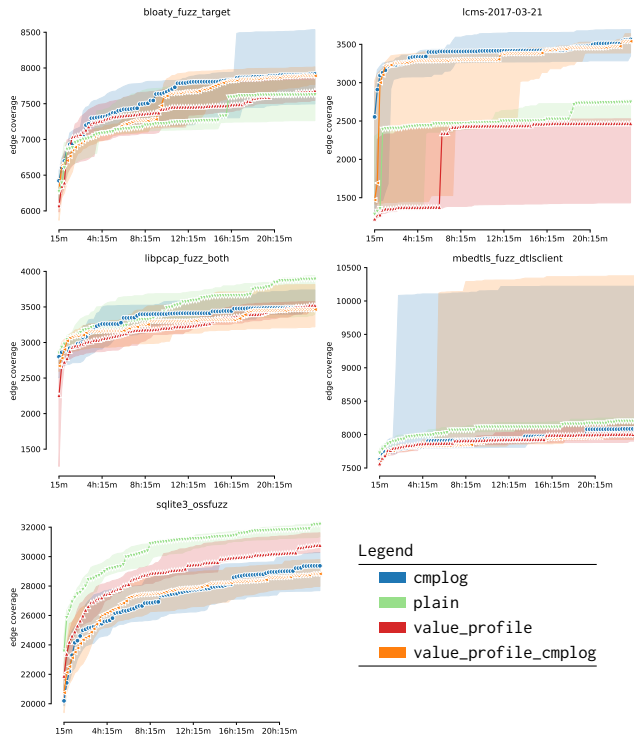 bloaty_fuzz_target
edge coverage
8500
8000
7500
7000
6500
6000
15m 4h:15m 8h:15m 12h:15m 16h:15m 20h:15m
lcms-2017-03-21
edge coverage
3500
3000
2500
2000
1500
15m 4h:15m 8h:15m 12h:15m 16h:15m 20h:15m
libpcap_fuzz_both
edge coverage
4000
3500
3000
2500
2000
1500
15m 4h:15m 8h:15m 12h:15m 16h:15m 20h:15m
mbedtls_fuzz_dtlsclient
edge coverage
10500
10000
9500
9000
8500
8000
7500
15m 4h:15m 8h:15m 12h:15m 16h:15m 20h:15m
sqlite3_ossfuzz
edge coverage
32000
30000
28000
26000
24000
22000
20000
15m 4h:15m 8h:15m 12h:15m 16h:15m 20h:15m
Legend
cmplog
plain
value_profile
value_profile_cmplog